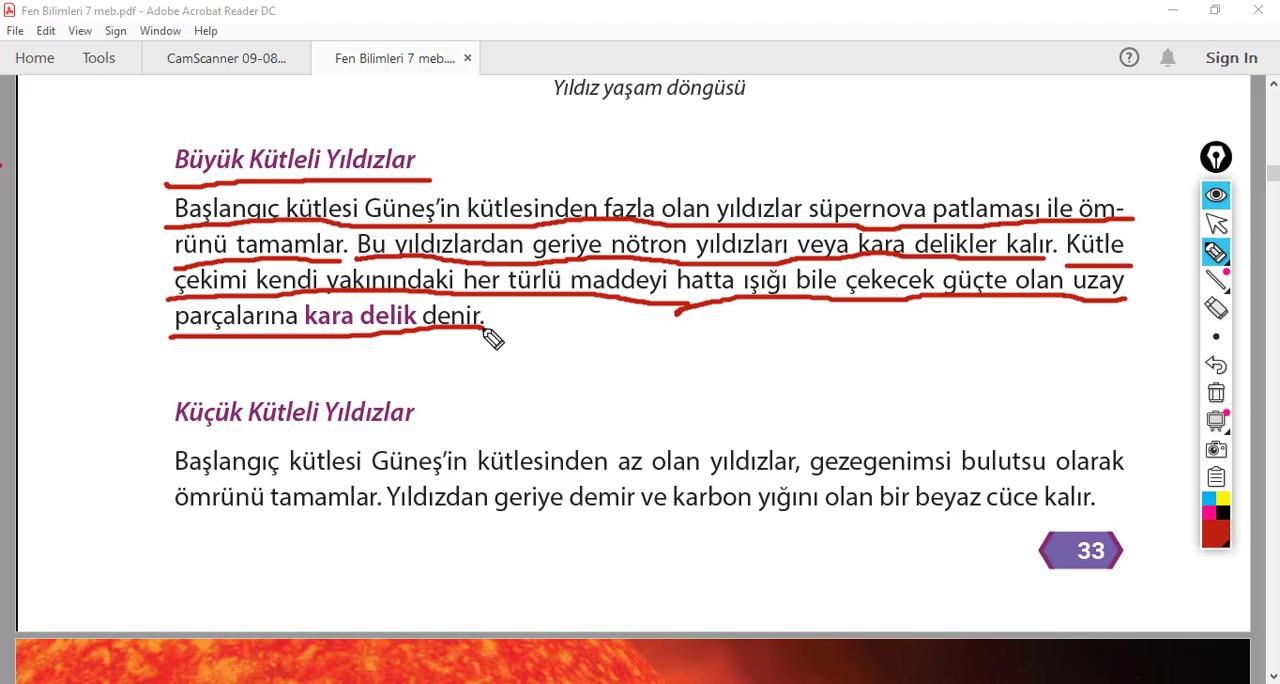 Fen Bilimleri 7 meb.pdf - Adobe Acrobat Reader DC
File Edit View Sign Window Help
Home Tools CamScanner 09-08... Fen Bilimleri 7 meb.... × Sign In
Yıldız yaşam döngüsü
Büyük Kütleli Yıldızlar
Başlangıç kütlesi Güneş’in kütlesinden fazla olan yıldızlar süpernova patlaması ile öm-
rünü tamamlar. Bu yıldızlardan geriye nötron yıldızları veya kara delikler kalır. Kütle
çekimi kendi yakınındaki her türlü maddeyi hatta ışığı bile çekecek güçte olan uzay
parçalarına kara delik denir.
Küçük Kütleli Yıldızlar
Başlangıç kütlesi Güneş’in kütlesinden az olan yıldızlar, gezegenimsi bulutsu olarak
ömrünü tamamlar. Yıldızdan geriye demir ve karbon yığını olan bir beyaz cüce kalır.
33